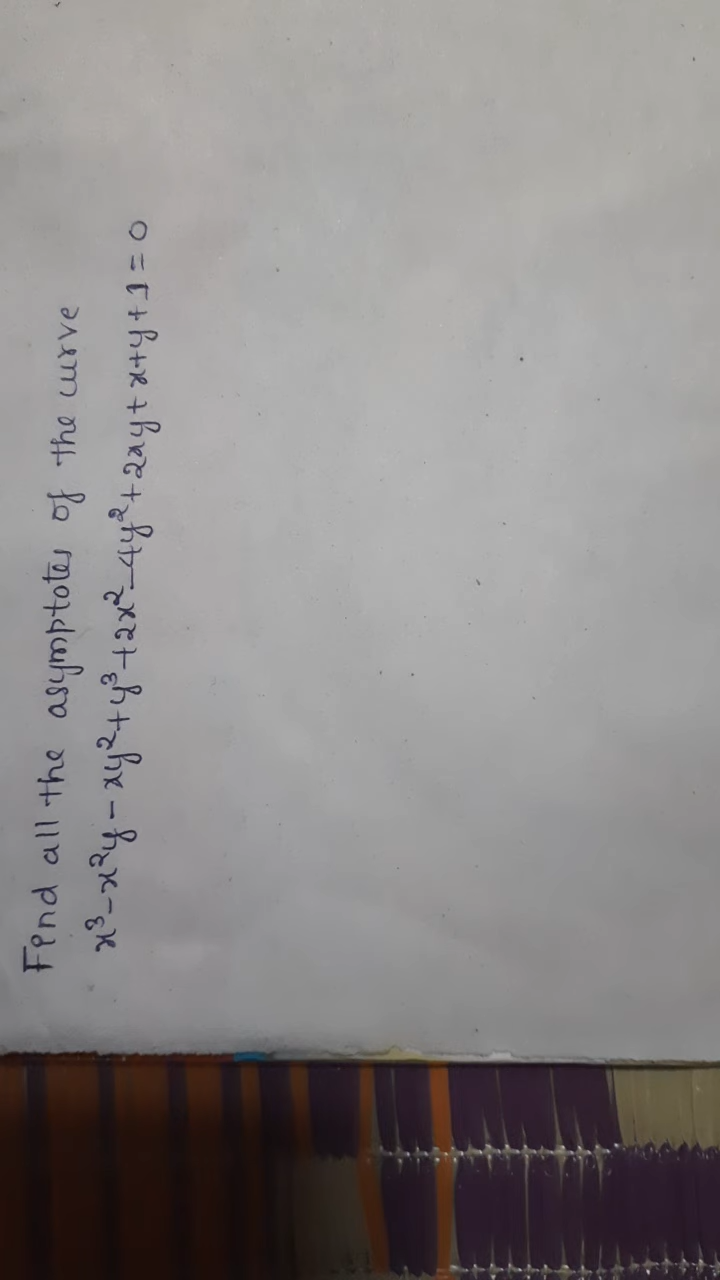 Find all the asymptotes of the curve
x³-x²y-xy²+y³+2x²-4y²+2xy+x+y+1=0